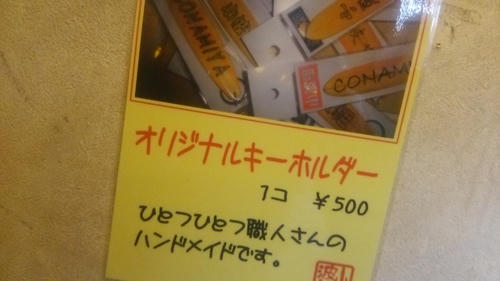 CONAMIYA
CONAM
オリジナルキーホルダー
1コ ¥500
ひとつひとつ職人さんの
ハンドメイドです。